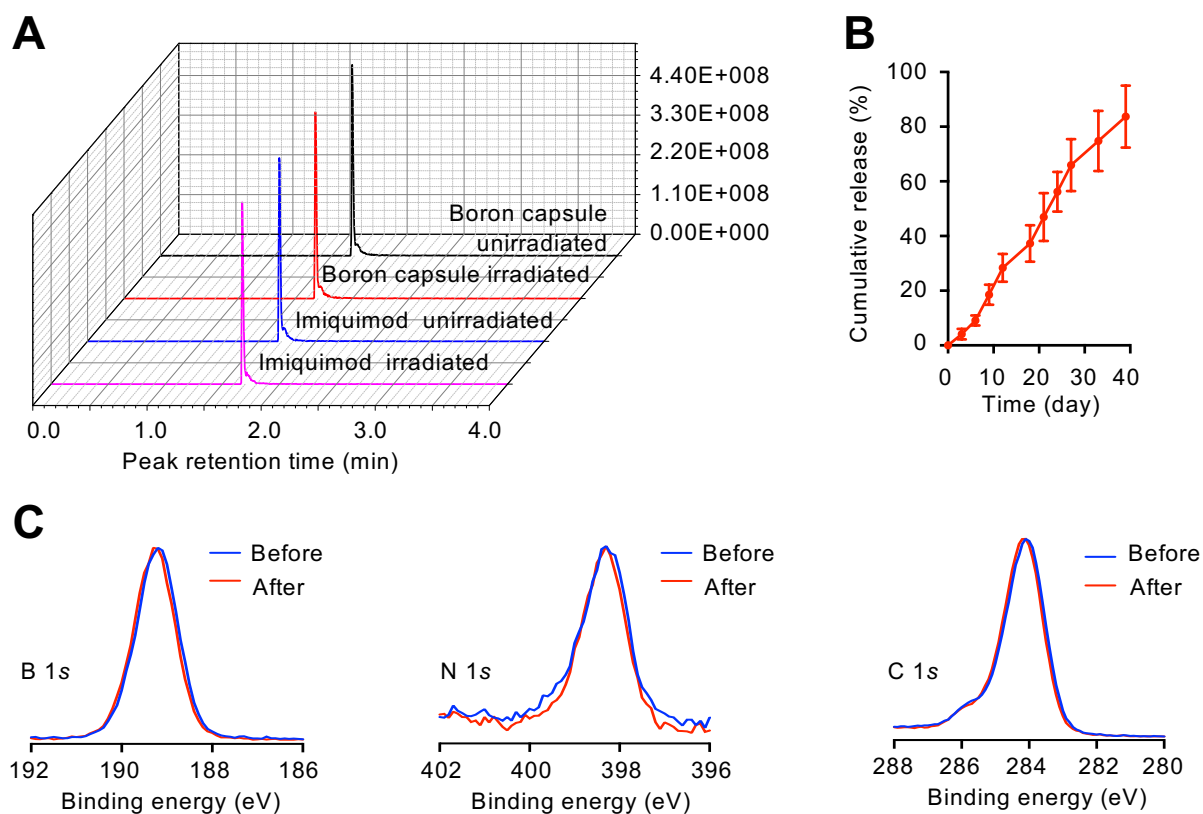 A
4.40E+008
3.30E+008
2.20E+008
1.10E+008
0.00E+000
Boron capsule
unirradiated
Boron capsule irradiated
Imiquimod unirradiated
Imiquimod irradiated
0.0 1.0 2.0 3.0 4.0
Peak retention time (min)
B
Cumulative release (%)
100
80
60
40
20
0
0 10 20 30 40
Time (day)
C
B 1s
Before
After
192 190 188 186
Binding energy (eV)
N 1s
Before
After
402 400 398 396
Binding energy (eV)
C 1s
Before
After
288 286 284 282 280
Binding energy (eV)